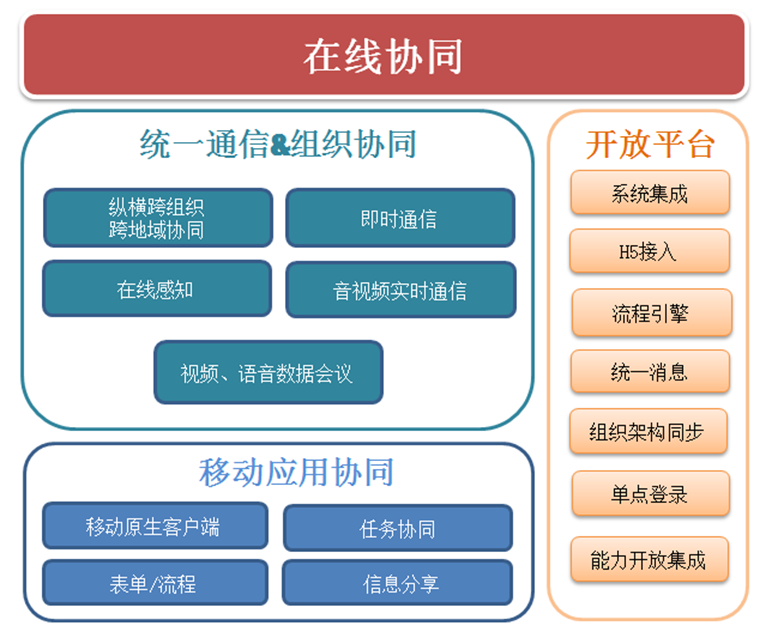 在线协同
统一通信&组织协同
纵横跨组织
跨地域协同
即时通信
在线感知
音视频实时通信
视频、语音数据会议
移动应用协同
移动原生客户端
任务协同
表单/流程
信息分享
开放平台
系统集成
H5接入
流程引擎
统一消息
组织架构同步
单点登录
能力开放集成